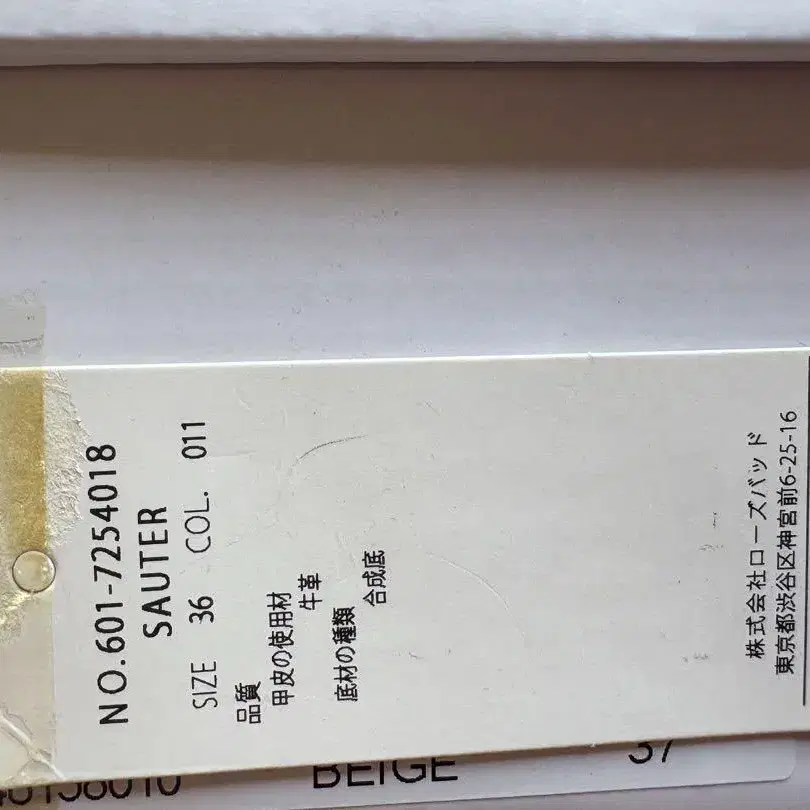 NO.601-7254018
SAUTER
SIZE 36 COL. 011
品質
甲皮の使用材
牛革
底材の種類
合成底
株式会社ローズバッド
東京都渋谷区神宮前6-25-16
BEIGE 37